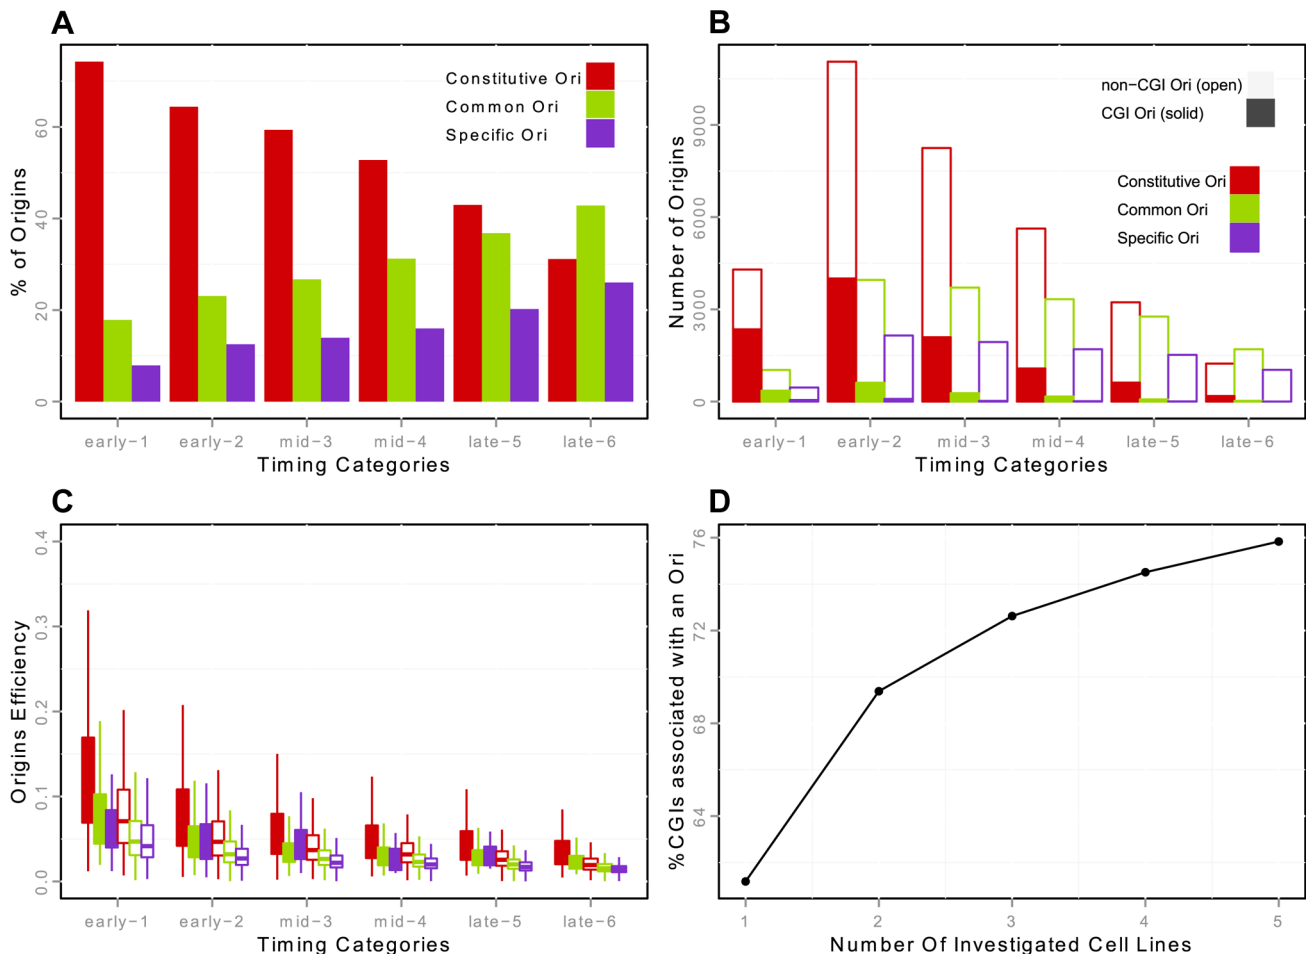 A
% of Origins
0
20
40
60
Constitutive Ori
Common Ori
Specific Ori
early−1
early−2
mid−3
mid−4
late−5
late−6
Timing Categories
B
Number of Origins
0
3000
6000
9000
non−CGI Ori (open)
CGI Ori (solid)
Constitutive Ori
Common Ori
Specific Ori
early−1
early−2
mid−3
mid−4
late−5
late−6
Timing Categories
C
Origins Efficiency
0.0
0.1
0.2
0.3
0.4
early−1
early−2
mid−3
mid−4
late−5
late−6
Timing Categories
D
%CGIs associated with an Ori
64
68
72
76
1
2
3
4
5
Number Of Investigated Cell Lines